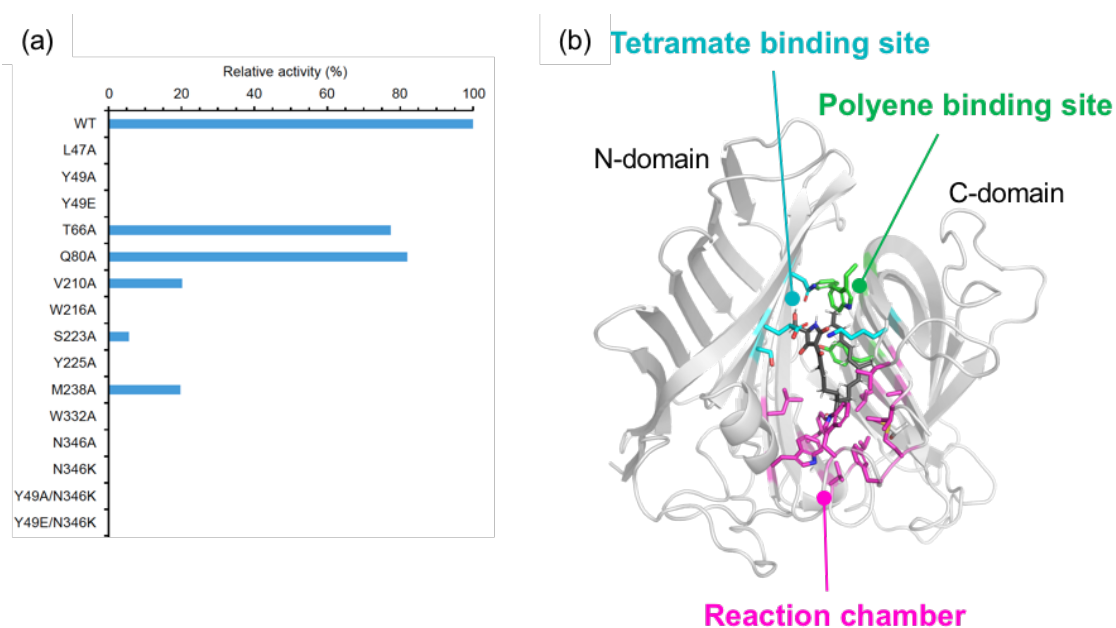 (a)
Relative activity (%)
0 20 40 60 80 100
WT
L47A
Y49A
Y49E
T66A
Q80A
V210A
W216A
S223A
Y225A
M238A
W332A
N346A
N346K
Y49A/N346K
Y49E/N346K
(b)
Tetramate binding site
Polyene binding site
N-domain
C-domain
Reaction chamber